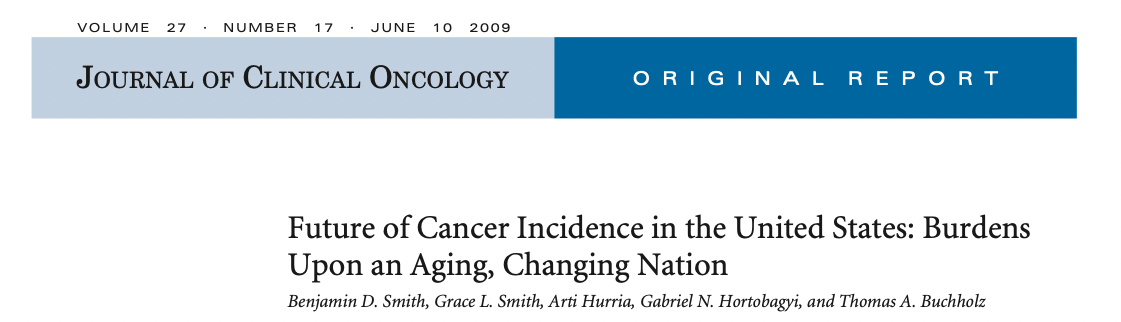 VOLUME 27 · NUMBER 17 · JUNE 10 2009
JOURNAL OF CLINICAL ONCOLOGY
ORIGINAL REPORT
Future of Cancer Incidence in the United States: Burdens
Upon an Aging, Changing Nation
Benjamin D. Smith, Grace L. Smith, Arti Hurria, Gabriel N. Hortobagyi, and Thomas A. Buchholz